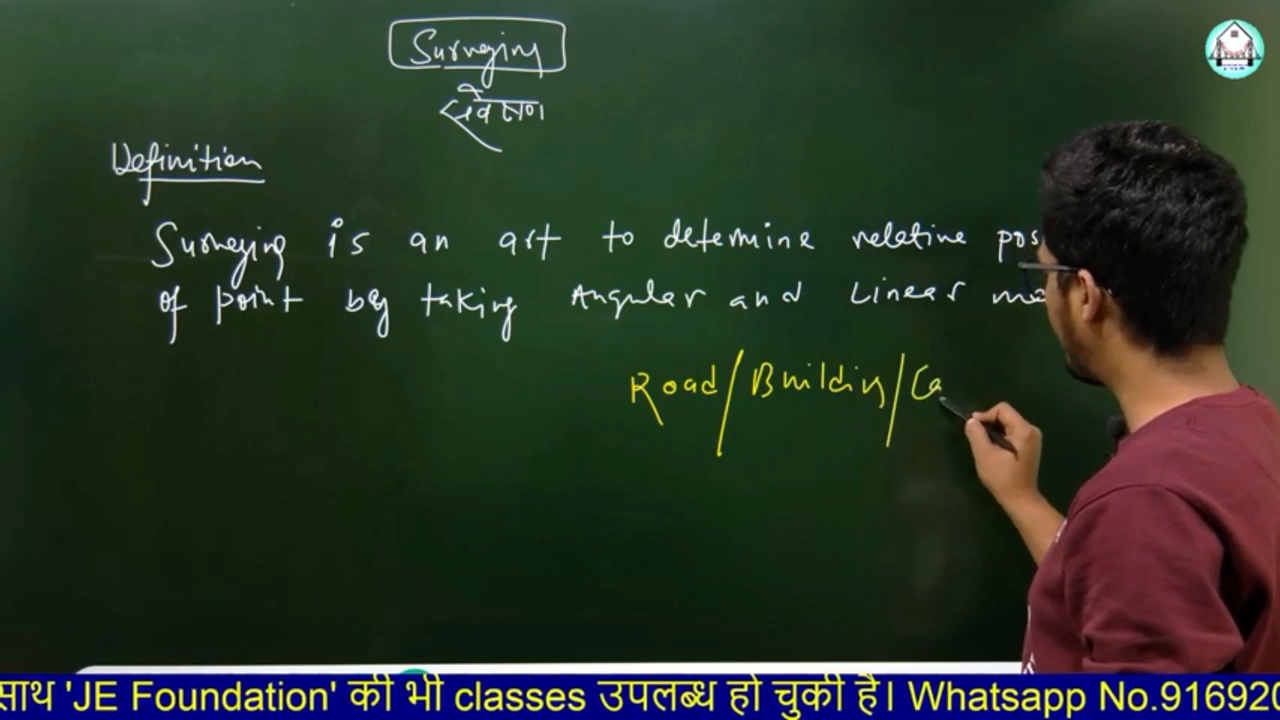 Surveying
सर्वेक्षण
Definition
Surveying is an art to determine relative pos
of point by taking Angular and Linear me
Road/Building/Ca
साथ 'JE Foundation' की भी classes उपलब्ध हो चुकी है। Whatsapp No.91692